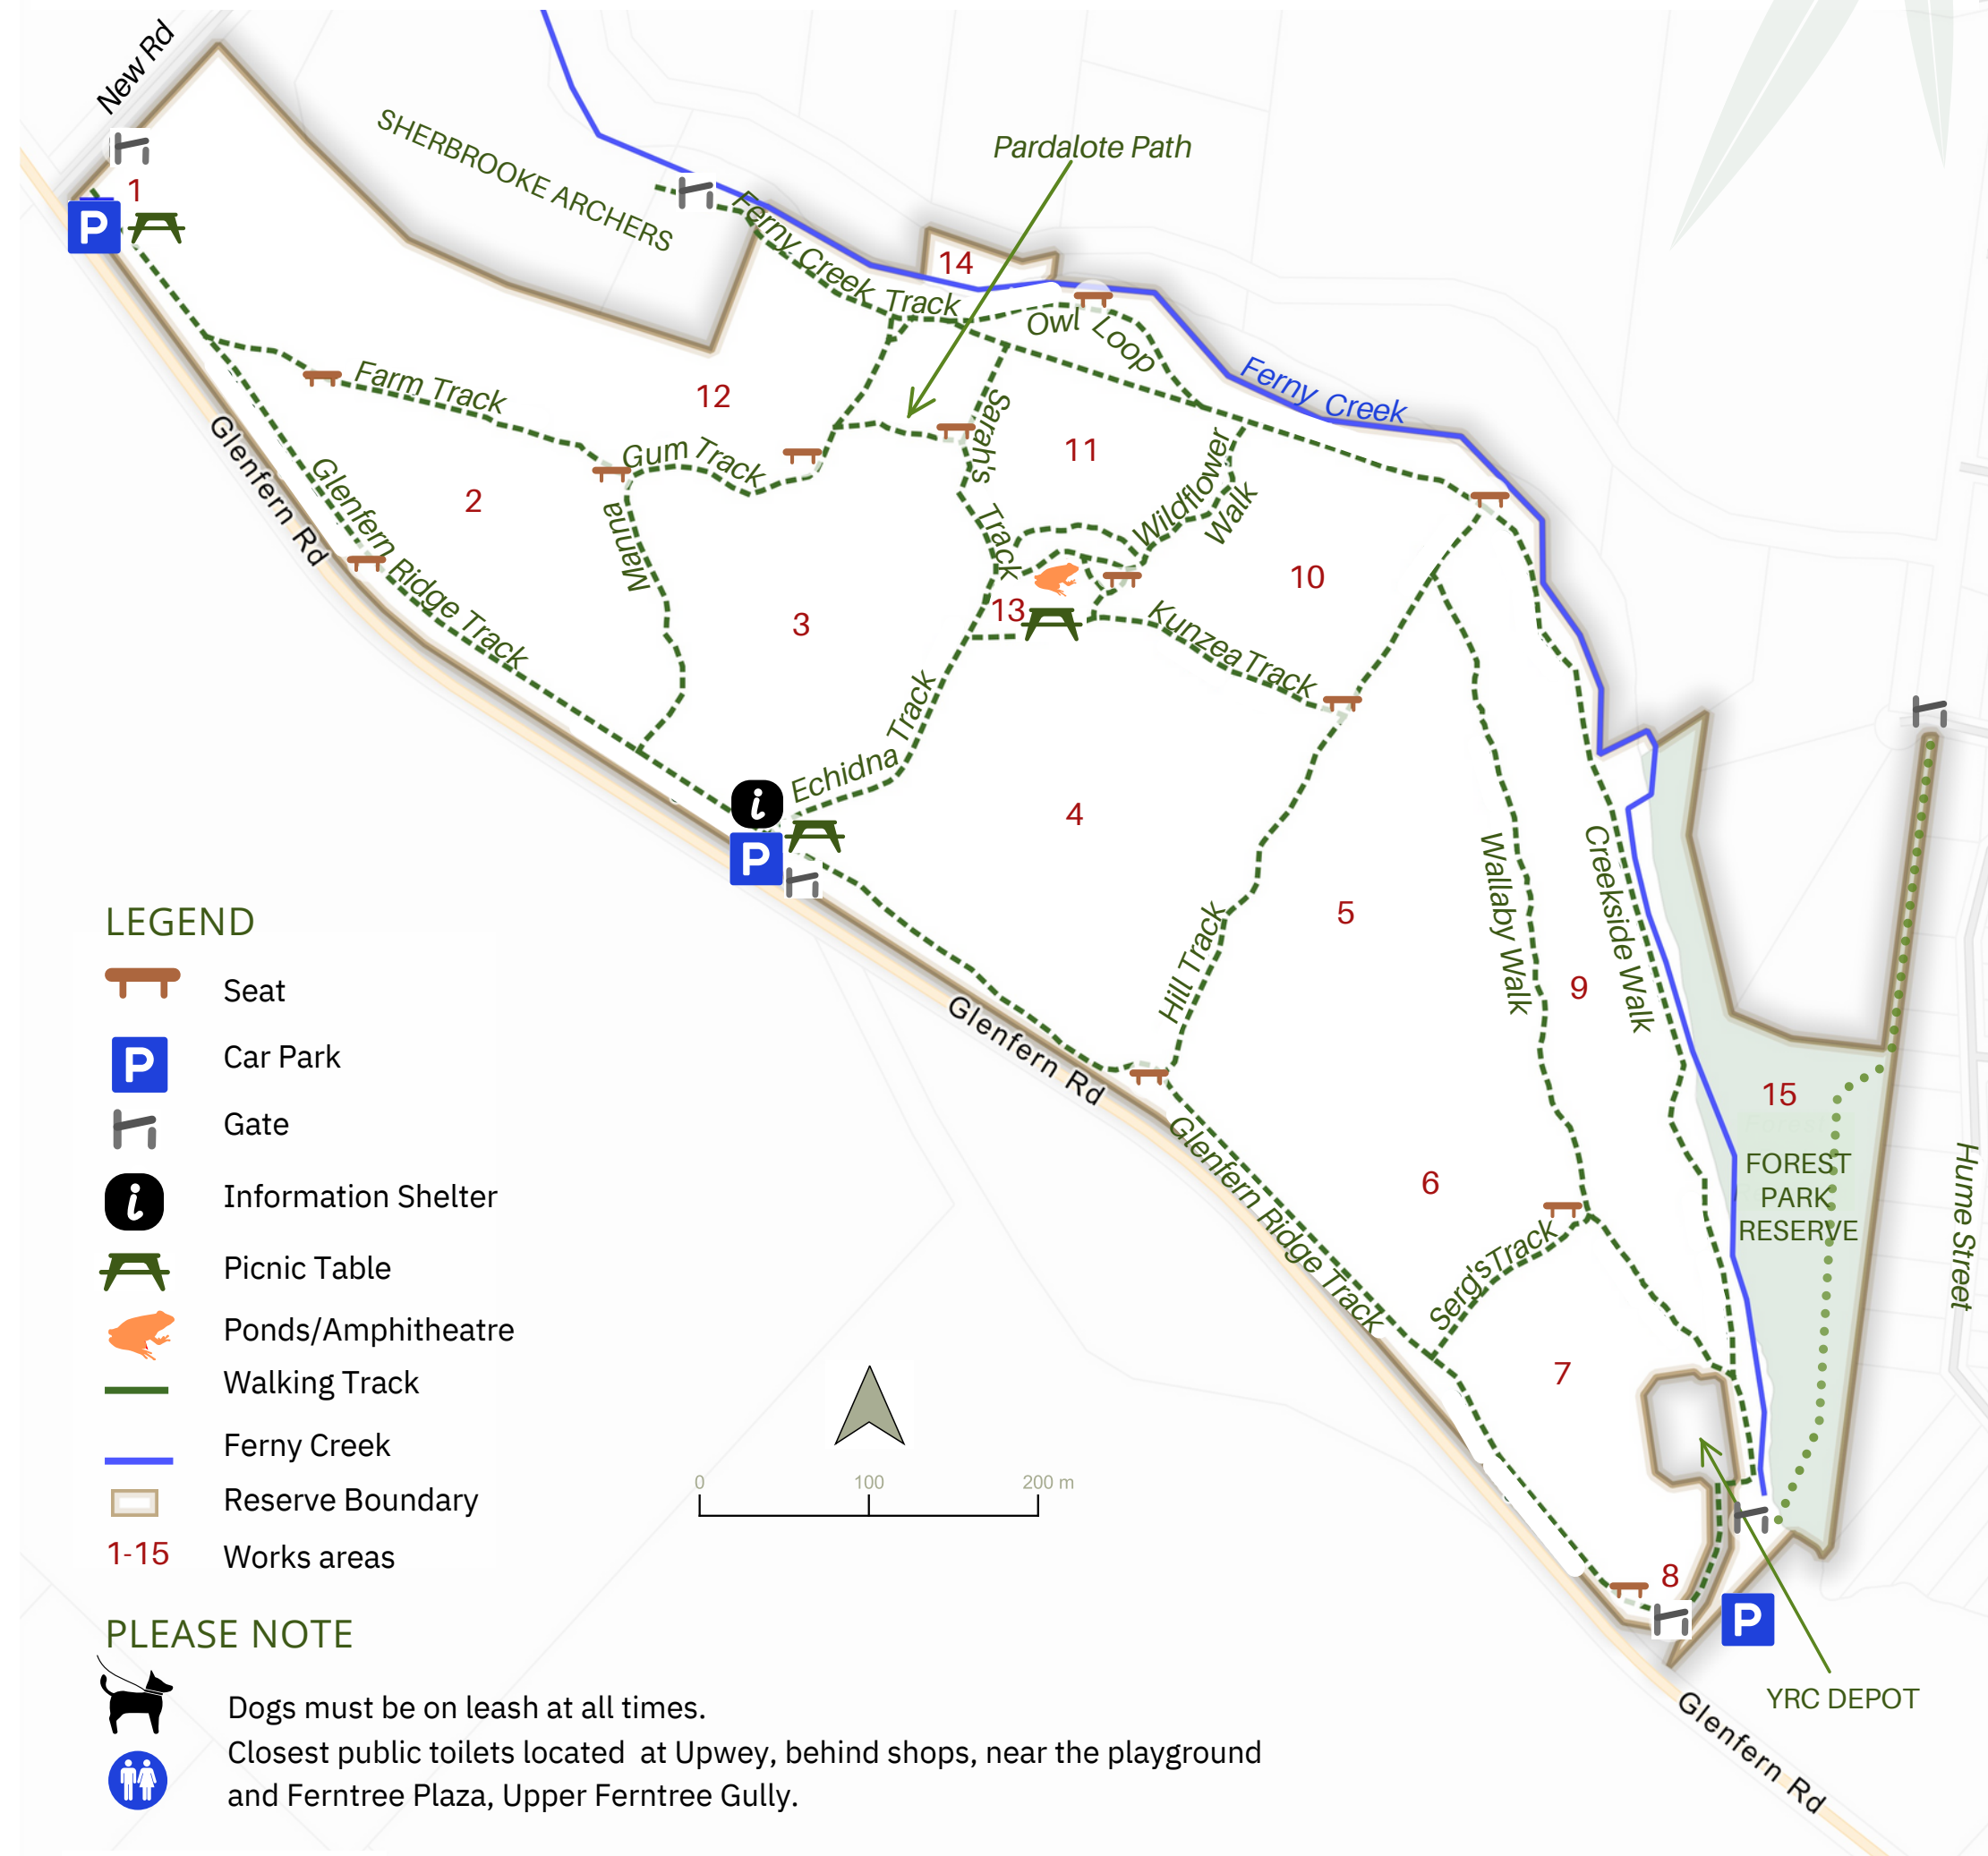 New Rd
SHERBROOKE ARCHERS
Pardalote Path
1
P
Ferny Creek Track
14
Owl Loop
Ferny Creek
Farm Track
12
Gum Track
Sarah's Track
11
Wildflower
Walk
Glenfern Rd
2
Glenfern Ridge Track
Manna
3
13
10
Kunzea Track
Echidna Track
i
P
4
5
Hill Track
Wallaby Walk
9
Creekside Walk
Glenfern Rd
15
FOREST
PARK
RESERVE
Hume Street
6
Glenfern Ridge Track
Serg's Track
7
8
P
YRC DEPOT
Glenfern Rd
LEGEND
Seat
P
Car Park
Gate
i
Information Shelter
Picnic Table
Ponds/Amphitheatre
Walking Track
Ferny Creek
Reserve Boundary
1-15 Works areas
0 100 200 m
PLEASE NOTE
Dogs must be on leash at all times.
Closest public toilets located at Upwey, behind shops, near the playground
and Ferntree Plaza, Upper Ferntree Gully.